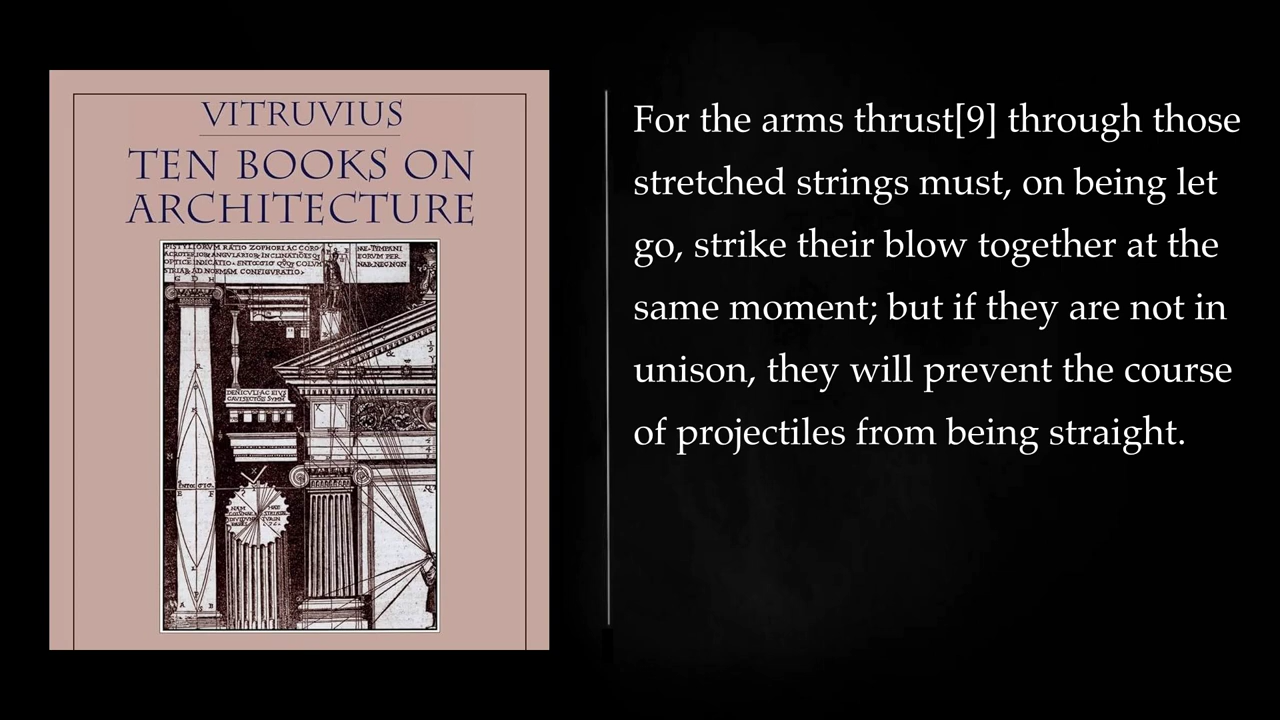 VITRUVIUS
TEN BOOKS ON
ARCHITECTURE
For the arms thrust[9] through those
stretched strings must, on being let
go, strike their blow together at the
same moment; but if they are not in
unison, they will prevent the course
of projectiles from being straight.